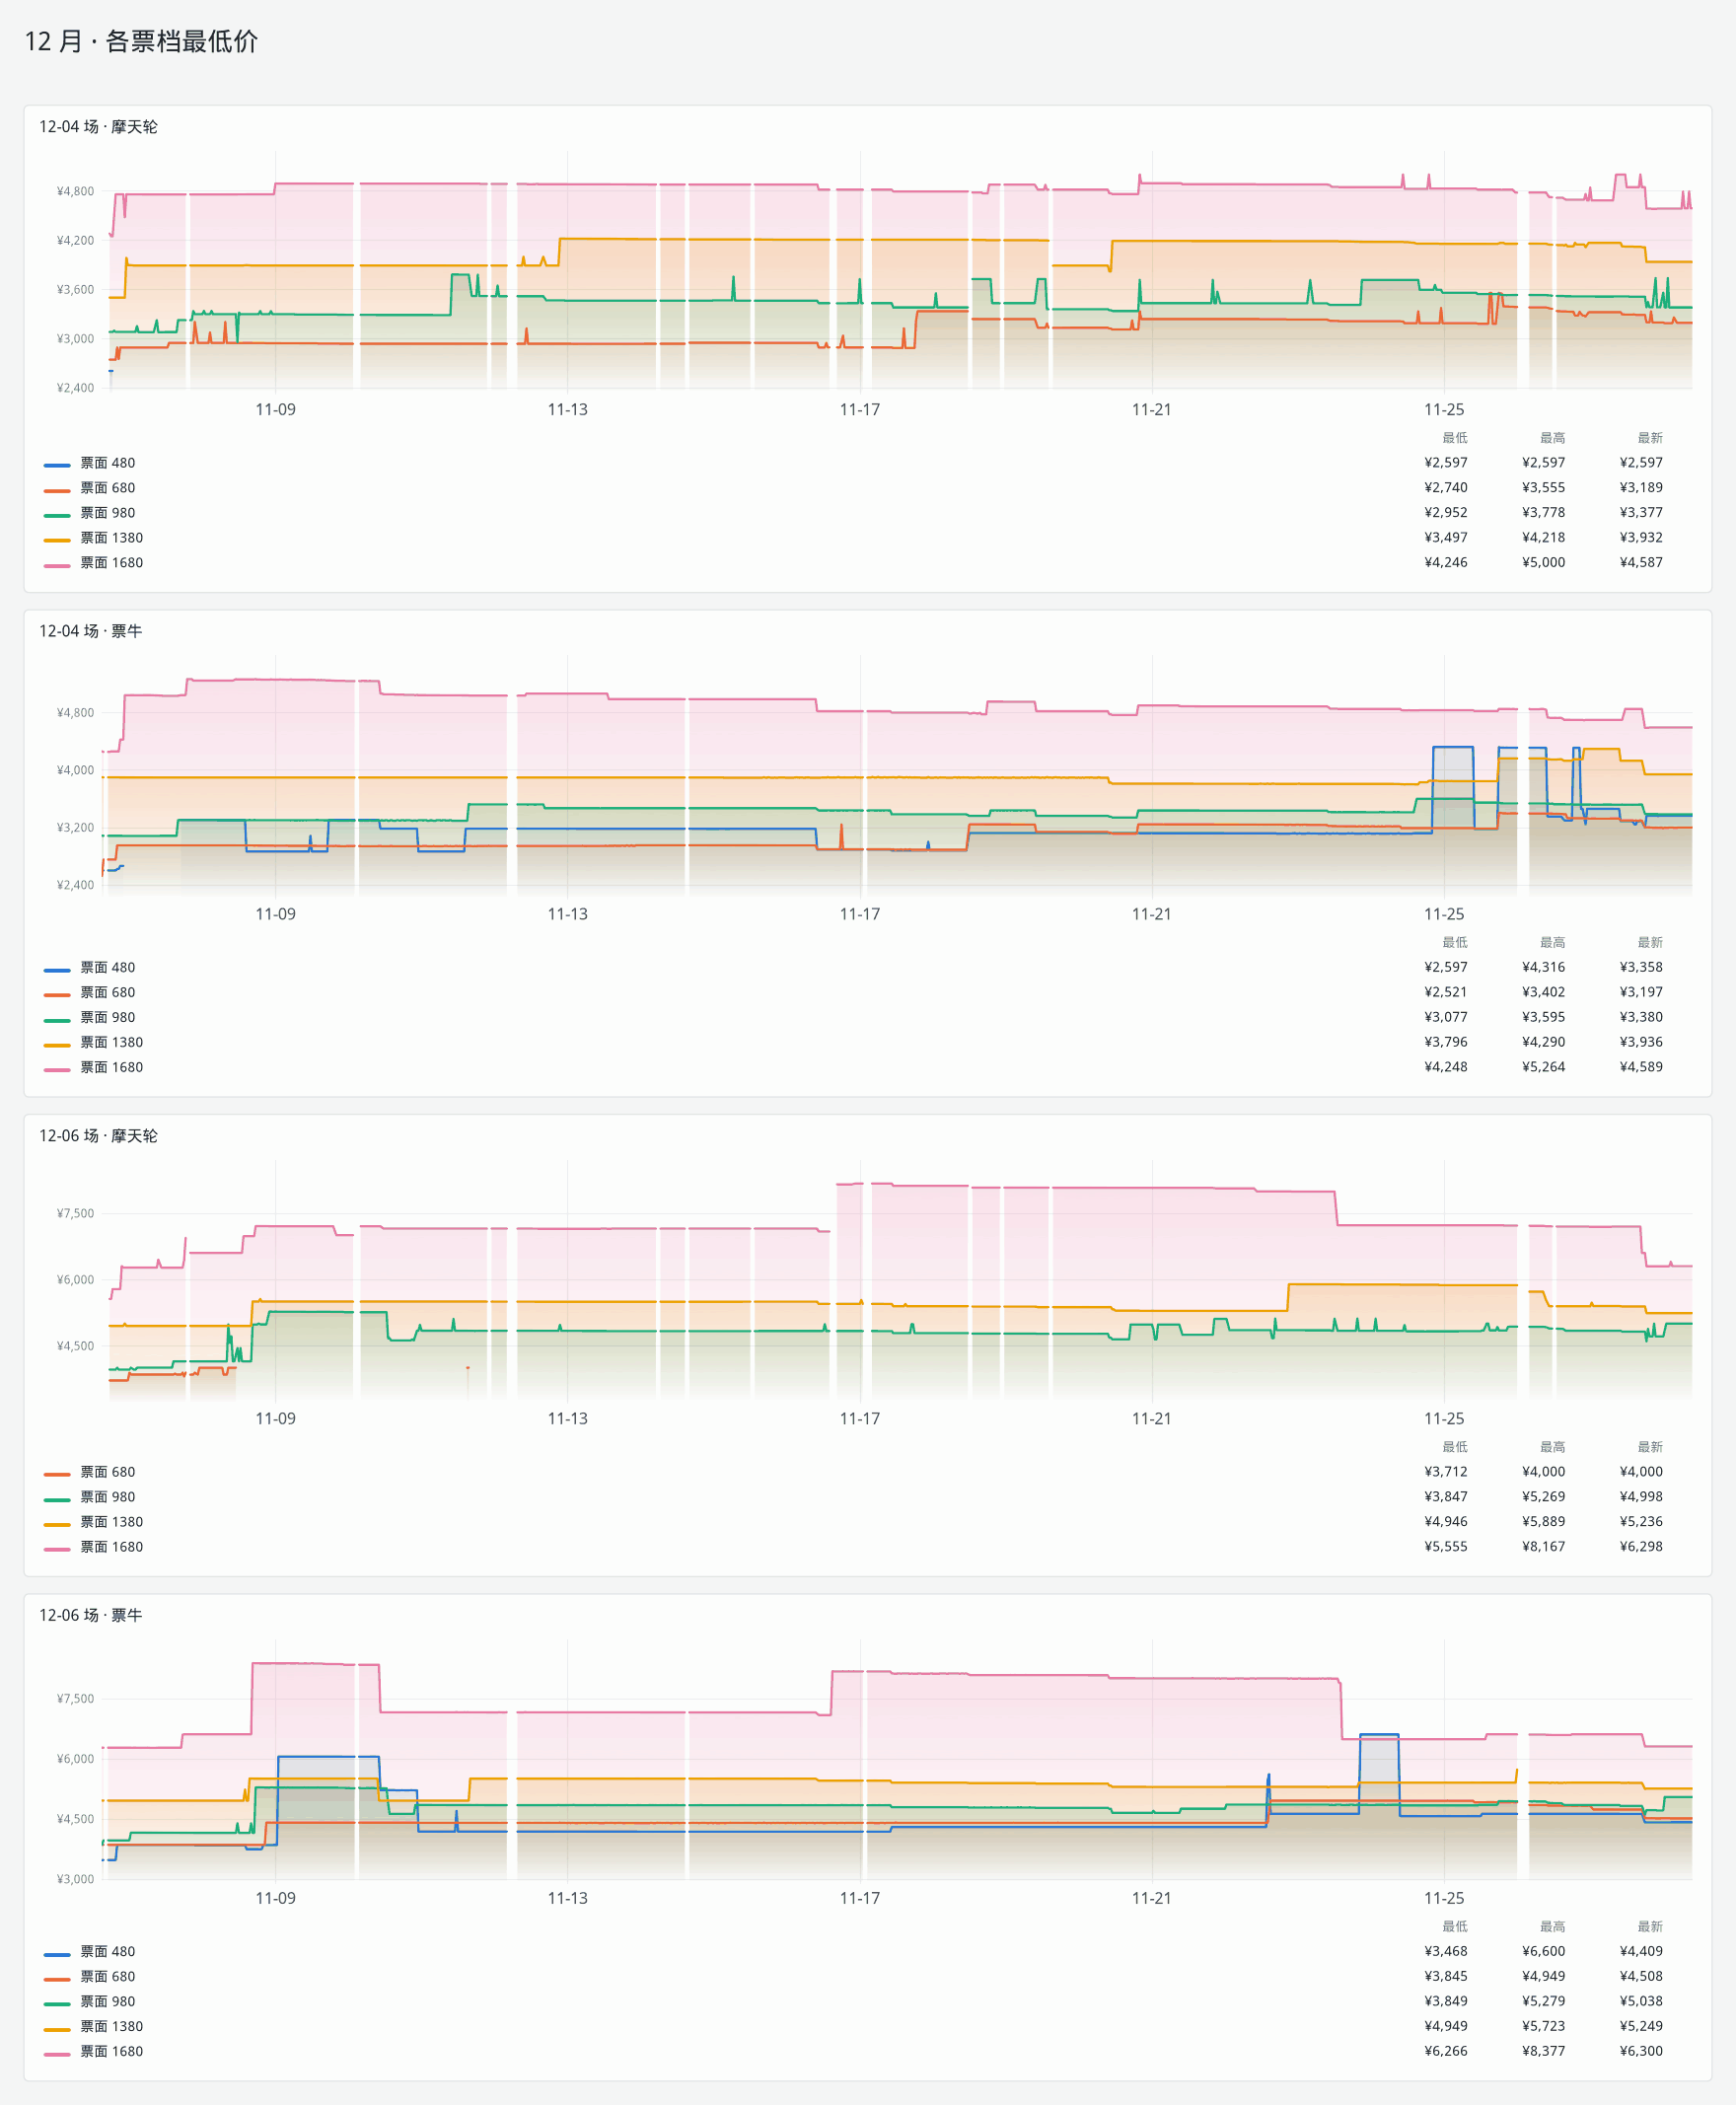 12 月 · 各票档最低价
12-04 场 · 摩天轮
¥4,800
¥4,200
¥3,600
¥3,000
¥2,400
11-09 11-13 11-17 11-21 11-25
最低 最高 最新
票面 480 ¥2,597 ¥2,597 ¥2,597
票面 680 ¥2,740 ¥3,555 ¥3,189
票面 980 ¥2,952 ¥3,778 ¥3,377
票面 1380 ¥3,497 ¥4,218 ¥3,932
票面 1680 ¥4,246 ¥5,000 ¥4,587
12-04 场 · 票牛
¥4,800
¥4,000
¥3,200
¥2,400
11-09 11-13 11-17 11-21 11-25
最低 最高 最新
票面 480 ¥2,597 ¥4,316 ¥3,358
票面 680 ¥2,521 ¥3,402 ¥3,197
票面 980 ¥3,077 ¥3,595 ¥3,380
票面 1380 ¥3,796 ¥4,290 ¥3,936
票面 1680 ¥4,248 ¥5,264 ¥4,589
12-06 场 · 摩天轮
¥7,500
¥6,000
¥4,500
11-09 11-13 11-17 11-21 11-25
最低 最高 最新
票面 680 ¥3,712 ¥4,000 ¥4,000
票面 980 ¥3,847 ¥5,269 ¥4,998
票面 1380 ¥4,946 ¥5,889 ¥5,236
票面 1680 ¥5,555 ¥8,167 ¥6,298
12-06 场 · 票牛
¥7,500
¥6,000
¥4,500
¥3,000
11-09 11-13 11-17 11-21 11-25
最低 最高 最新
票面 480 ¥3,468 ¥6,600 ¥4,409
票面 680 ¥3,845 ¥4,949 ¥4,508
票面 980 ¥3,849 ¥5,279 ¥5,038
票面 1380 ¥4,949 ¥5,723 ¥5,249
票面 1680 ¥6,266 ¥8,377 ¥6,300